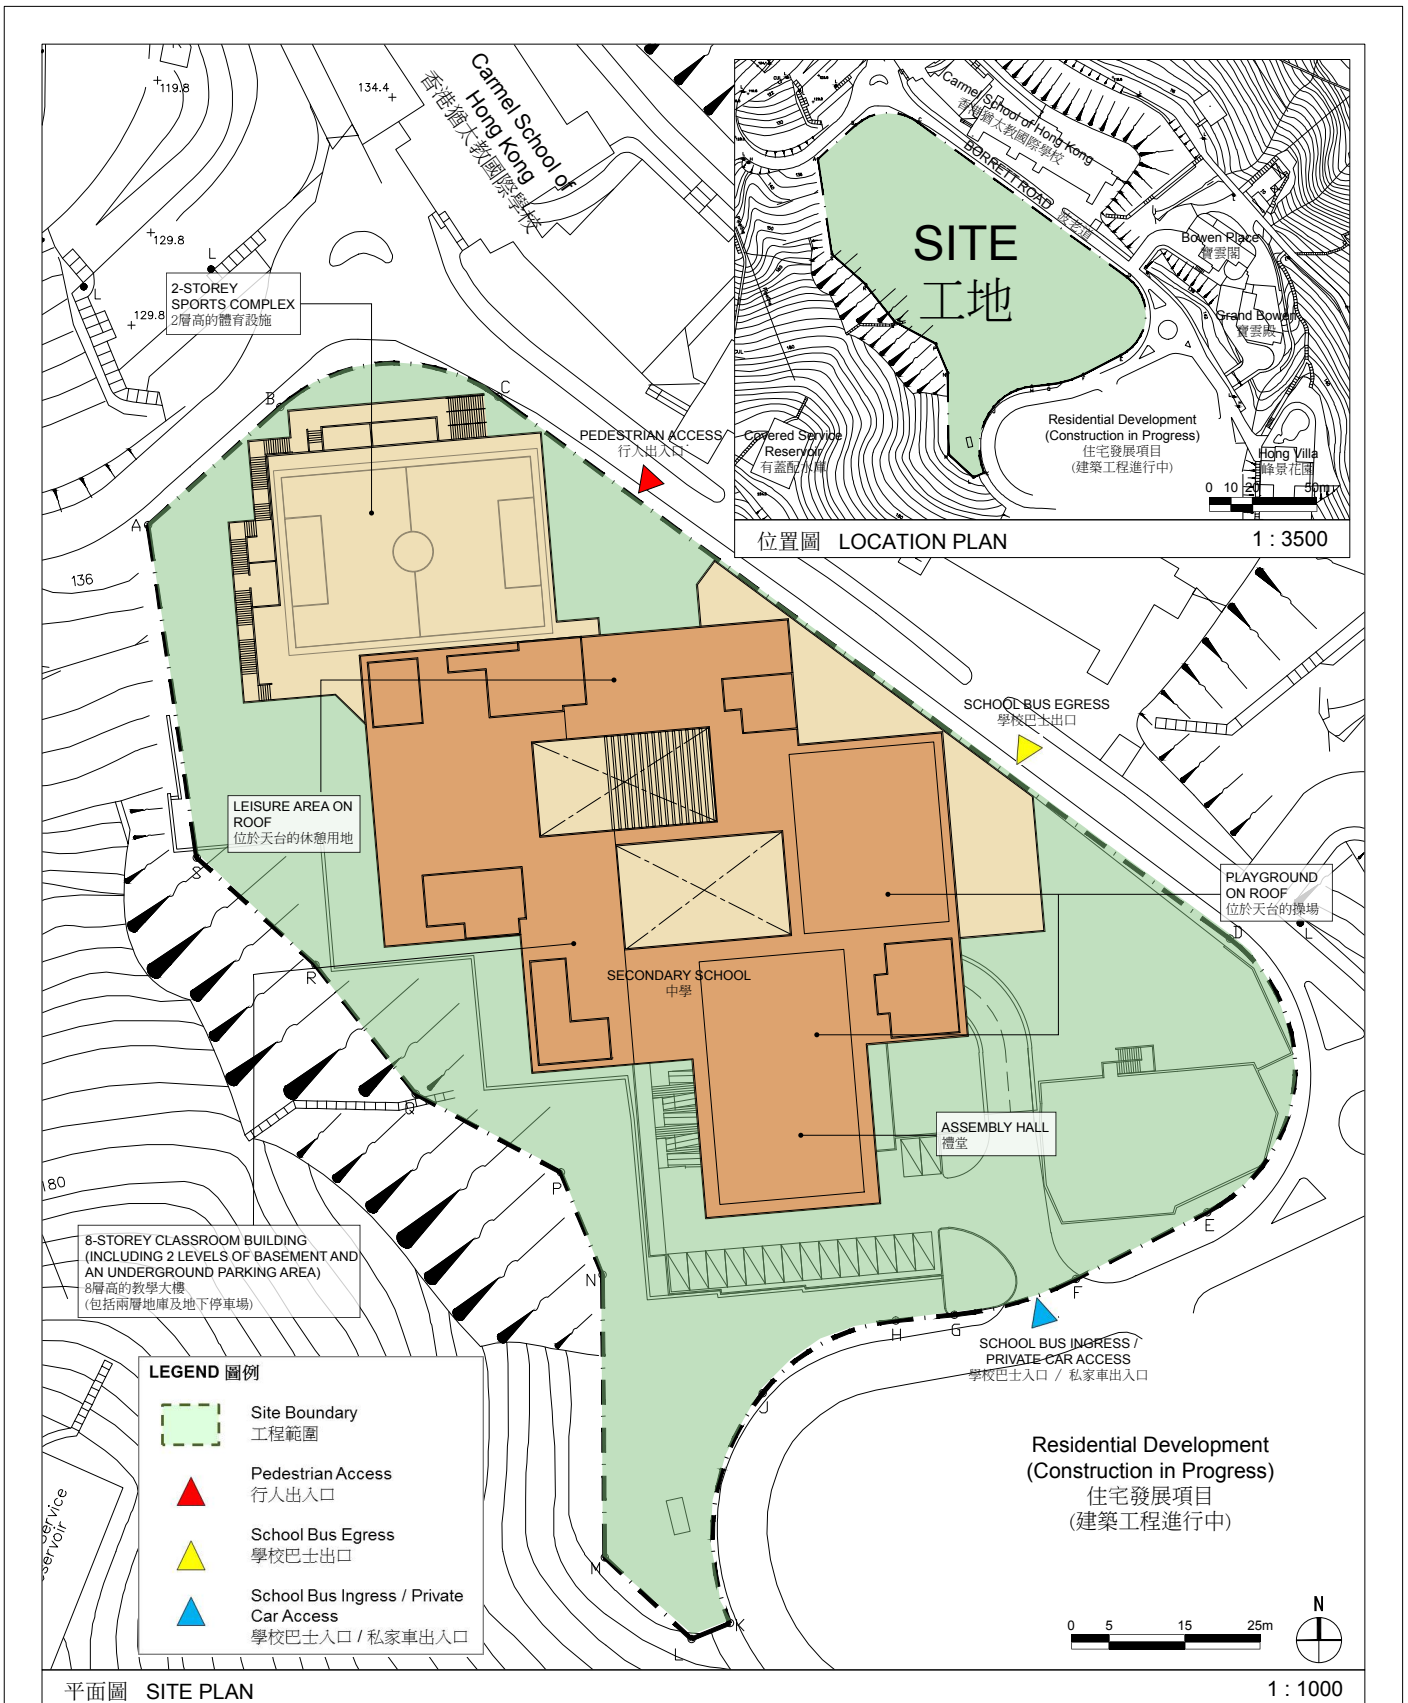 119.8
134.4
129.8
129.8
L
L
Carmel School of
Hong Kong
香港猶太教國際學校
2-STOREY
SPORTS COMPLEX
2層高的體育設施
Carmel School of Hong Kong
香港猶太教國際學校
BORRETT ROAD
波老道
SITE
工地
Bowen Place
寶雲閣
Grand Bowen
寶雲殿
Residential Development
(Construction in Progress)
住宅發展項目
(建築工程進行中)
Covered Service
Reservoir
有蓋配水庫
Hong Villa
峰景花園
0 10 20 50m
位置圖 LOCATION PLAN 1 : 3500
B
C
A
136
PEDESTRIAN ACCESS
行人出入口
SCHOOL BUS EGRESS
學校巴士出口
LEISURE AREA ON
ROOF
位於天台的休憩用地
S
PLAYGROUND
ON ROOF
位於天台的操場
D
L
R
SECONDARY SCHOOL
中學
Q
ASSEMBLY HALL
禮堂
P
180
E
8-STOREY CLASSROOM BUILDING
(INCLUDING 2 LEVELS OF BASEMENT AND
AN UNDERGROUND PARKING AREA)
8層高的教學大樓
(包括兩層地庫及地下停車場)
N
F
G
H
SCHOOL BUS INGRESS /
PRIVATE CAR ACCESS
學校巴士入口 / 私家車出入口
J
LEGEND 圖例
Site Boundary
工程範圍
Pedestrian Access
行人出入口
School Bus Egress
學校巴士出口
School Bus Ingress / Private
Car Access
學校巴士入口 / 私家車出入口
Residential Development
(Construction in Progress)
住宅發展項目
(建築工程進行中)
M
K
L
N
0 5 15 25m
平面圖 SITE PLAN 1 : 1000